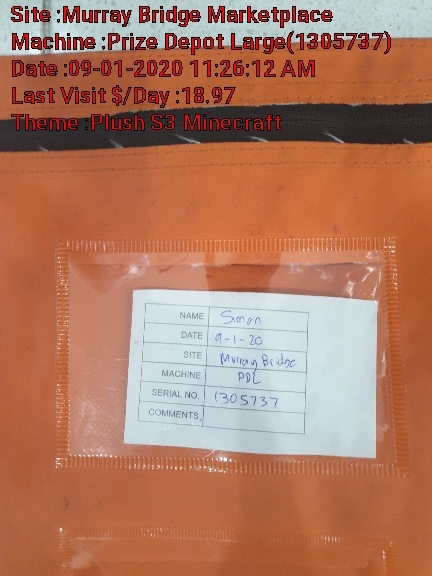 Site :Murray Bridge Marketplace
Machine :Prize Depot Large(1305737)
Date :09-01-2020 11:26:12 AM
Last Visit $/Day :18.97
Theme :Plush S3 Minecraft
NAME Simon
DATE 9-1-20
SITE Murray Bridge
MACHINE PDL
SERIAL NO. 1305737
COMMENTS.